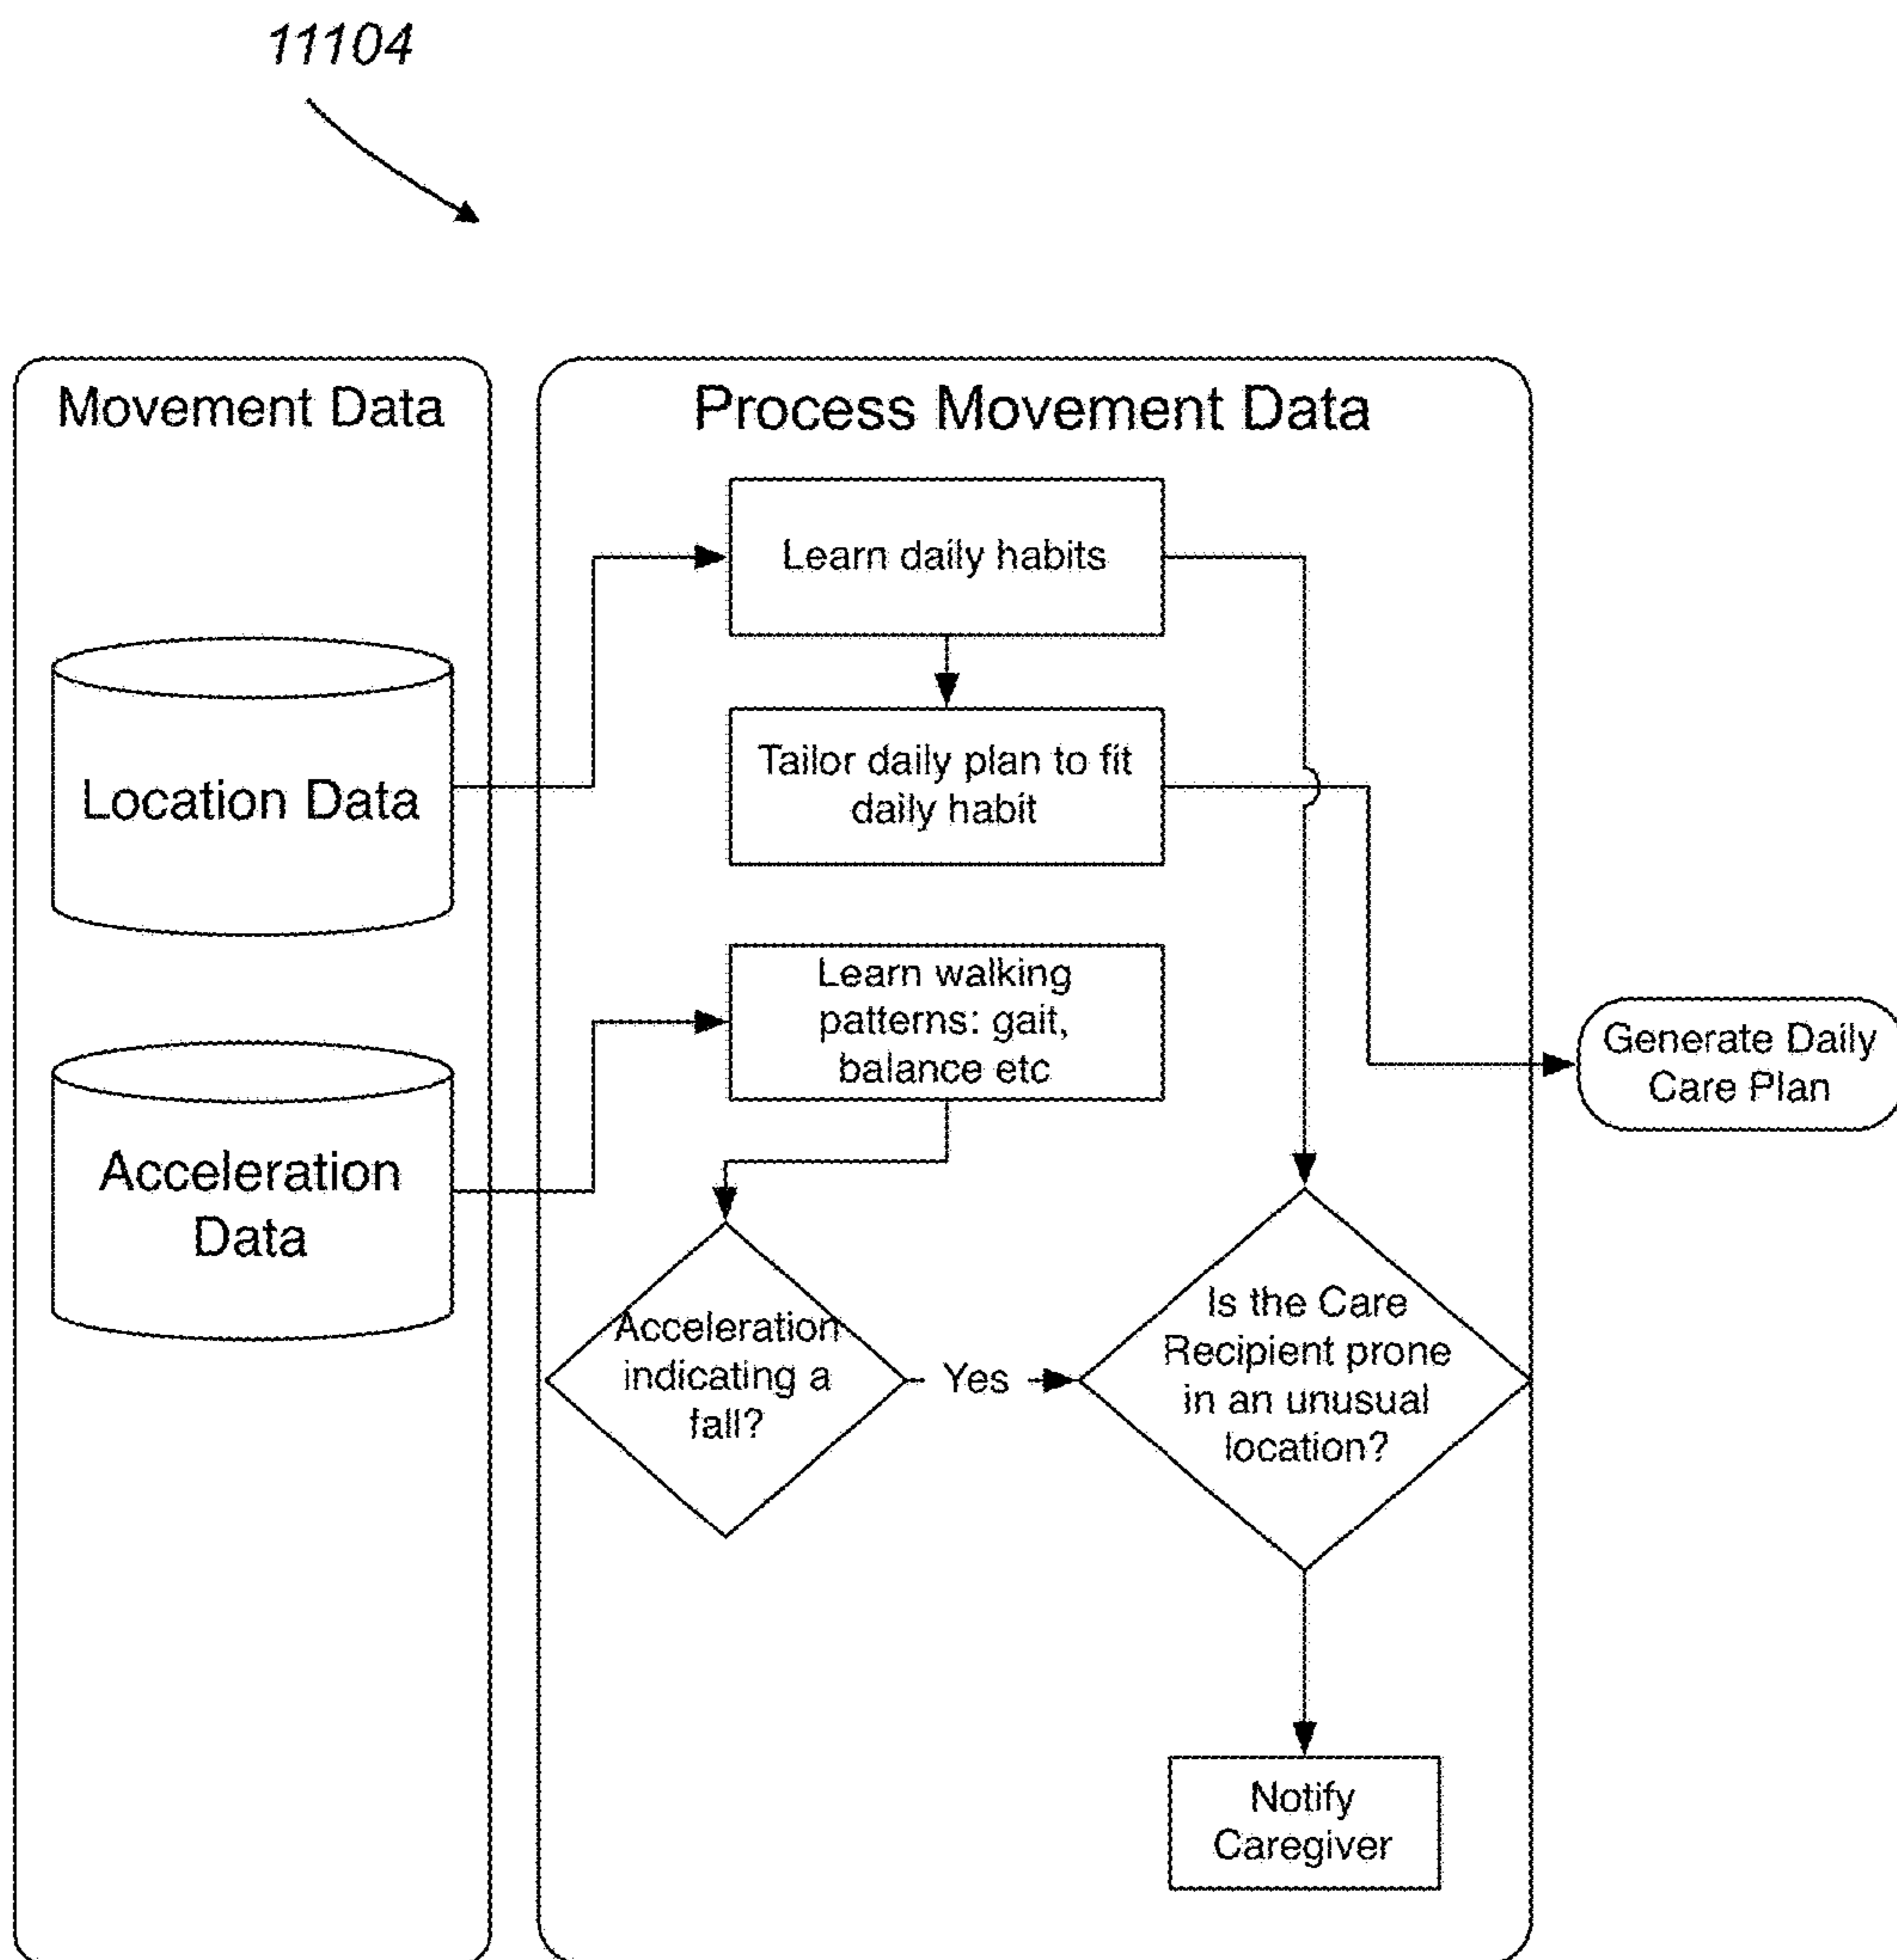 11104
Movement Data
Location Data
Acceleration
Data
Process Movement Data
Learn daily habits
Tailor daily plan to fit
daily habit
Learn walking
patterns: gait,
balance etc
Acceleration
indicating a
fall?
Yes
Is the Care
Recipient prone
in an unusual
location?
Notify
Caregiver
Generate Daily
Care Plan